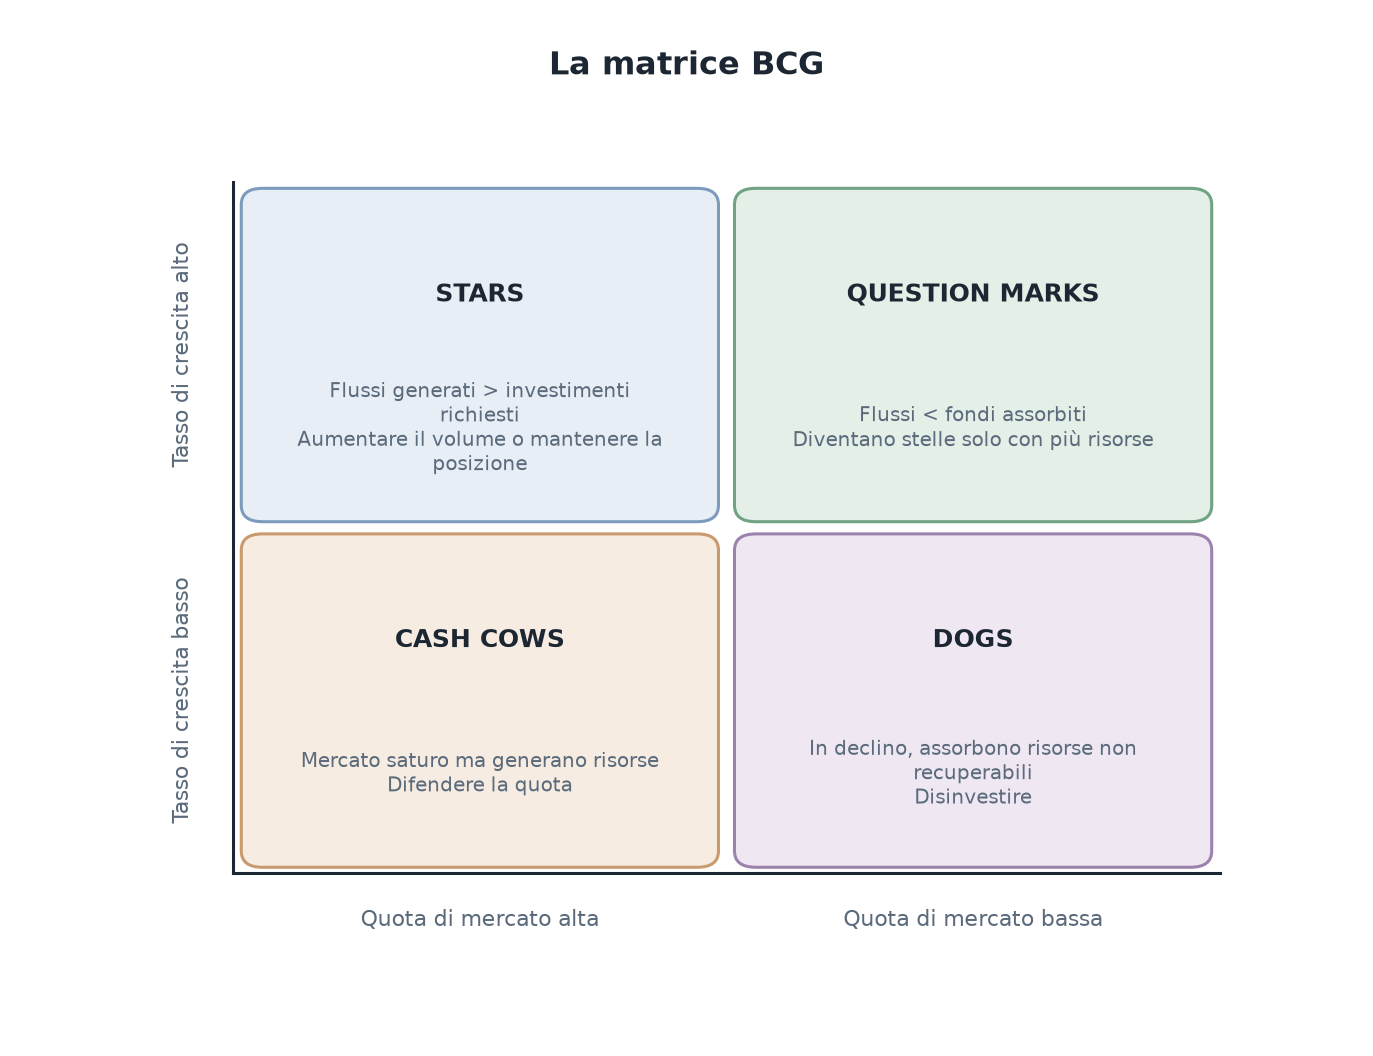 La matrice BCG
Tasso di crescita alto
STARS
Flussi generati > investimenti
richiesti
Aumentare il volume o mantenere la
posizione
QUESTION MARKS
Flussi < fondi assorbiti
Diventano stelle solo con più risorse
Tasso di crescita basso
CASH COWS
Mercato saturo ma generano risorse
Difendere la quota
DOGS
In declino, assorbono risorse non
recuperabili
Disinvestire
Quota di mercato alta
Quota di mercato bassa